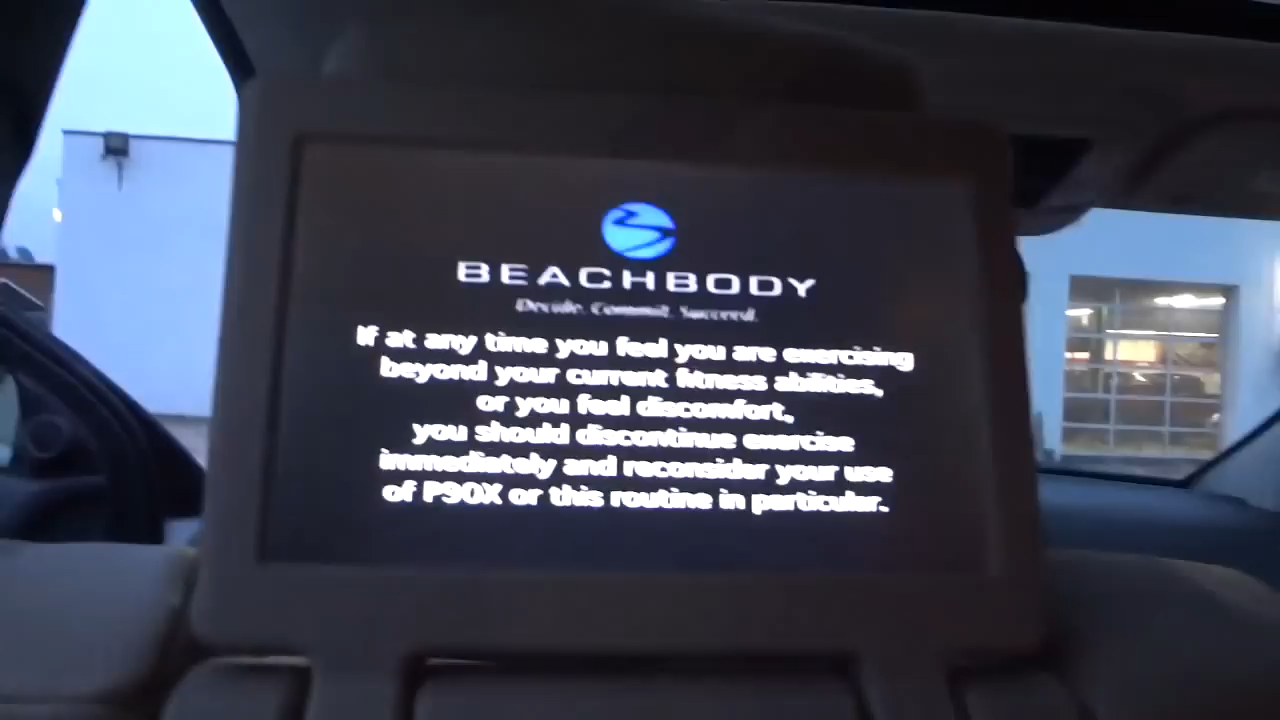 BEACHBODY
Decide. Commit. Succeed.
If at any time you feel you are exercising
beyond your current fitness abilities,
or you feel discomfort,
you should discontinue exercise
immediately and reconsider your use
of P90X or this routine in particular.